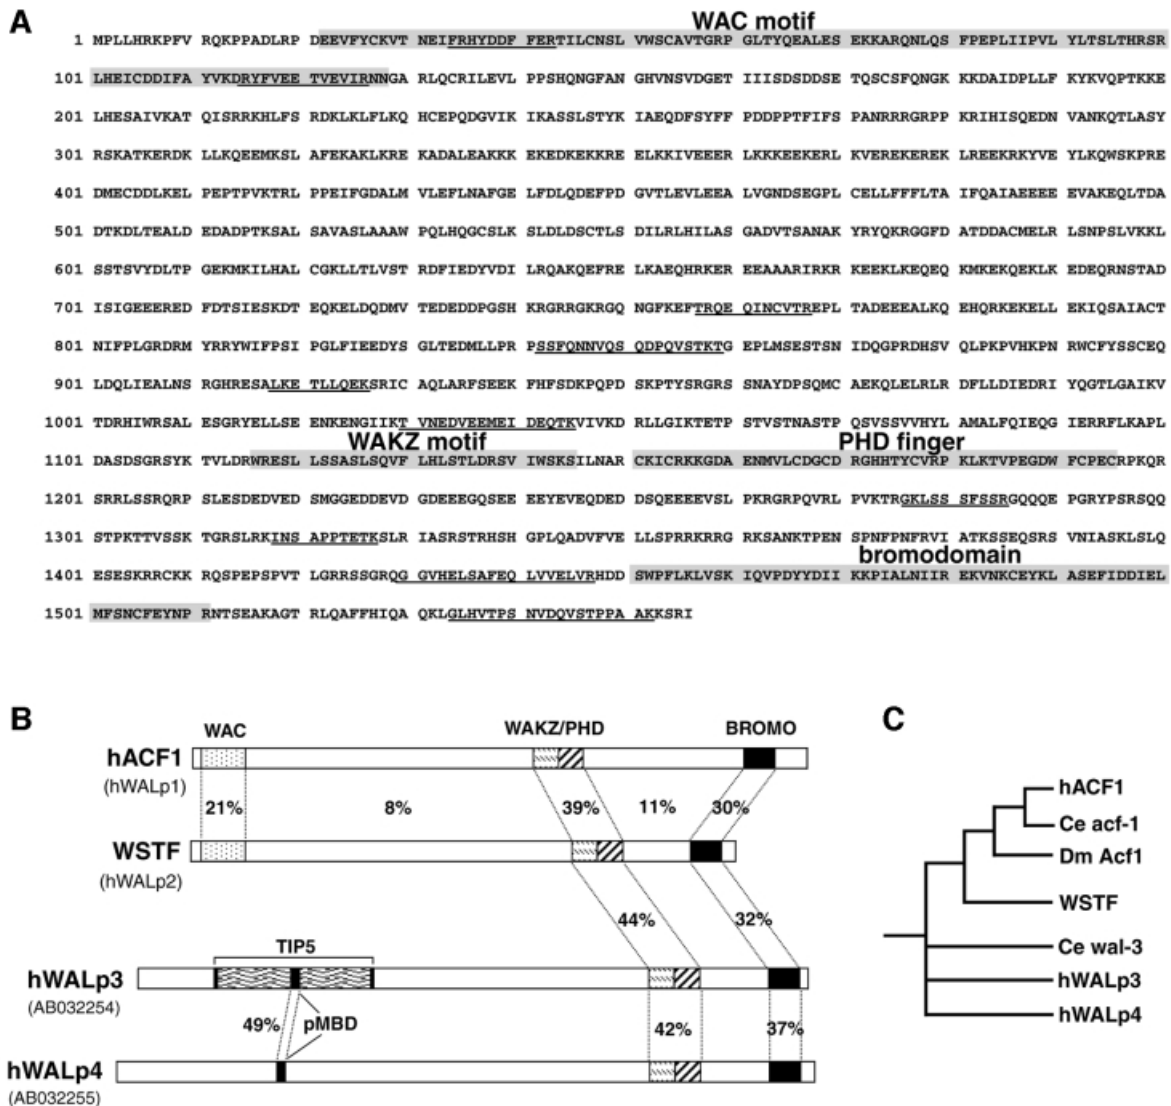 A
WAC motif
1 MPLLHRKPFV RQKPPADLRP DEEVFYCKVT NEIFRHYDDF FERTILCNSL VWSCAVTGRP GLTYQEALES EKKARQNLQS FPEPLIIPVL YLTSLTHRSR
101 LHEICDDIFA YVKDRYFVEE TVEVIRNNGA RLQCRILEVL PPSHQNGFAN GHVNSVDGET IIISDSDDSE TQSCSFQNGK KKDAIDPLLF KYKVQPTKKE
201 LHESAIVKAT QISRRKHLFS RDKLKLFLKQ HCEPQDGVIK IKASSLSTYK IAEQDFSYFF PDDPPTFIFS PANRRRGRPP KRIHISQEDN VANKQTLASY
301 RSKATKERDK LLKQEEMKSL AFEKAKLKRE KADALEAKKK EKEDKEKKRE ELKKIVEEER LKKKEEKERL KVEREKEREK LREEKRKYVE YLKQWSKPRE
401 DMECDDLKEL PEPTPVKTRL PPEIFGDALM VLEFLNAFGE LFDLQDEFPD GVTLEVLEEA LVGNDSEGPL CELLFFFLTA IFQAIAEEEE EVAKEQLTDA
501 DTKDLTEALD EDADPTKSAL SAVASLAAAW PQLHQGCSLK SLDLDSCTLS DILRLHILAS GADVTSANAK YRYQKRGGFD ATDDACMELR LSNPSLVKKL
601 SSTSVYDLTP GEKMKILHAL CGKLLTLVST RDFIEDYVDI LRQAKQEFRE LKAEQHRKER EEAAARIRKR KEEKLKEQEQ KMKEKQEKLK EDEQRNSTAD
701 ISIGEEERED FDTSIESKDT EQKELDQDMV TEDEDDPGSH KRGRRGKRGQ NGFKEFTRQE QINCVTREPL TADEEEALKQ EHQRKEKELL EKIQSAIACT
801 NIFPLGRDRM YRRYWIFPSI PGLFIEEDYS GLTEDMLLPR PSSFQNNVQS QDPQVSTKTG EPLMSESTSN IDQGPRDHSV QLPKPVHKPN RWCFYSSCEQ
901 LDQLIEALNS RGHRESALKE TLLQEKSRIC AQLARFSEEK FHFSDKPQPD SKPTYSRGRS SNAYDPSQMC AEKQLELRLR DFLLDIEDRI YQGTLGAIKV
1001 TDRHIWRSAL ESGRYELLSE ENKENGIIKT VNEDVEEMEI DEQTKVIVKD RLLGIKTETP STVSTNASTP QSVSSVVHYL AMALFQIEQG IERRFLKAPL
WAKZ motif PHD finger
1101 DASDSGRSYK TVLDRWRESL LSSASLSQVF LHLSTLDRSV IWSKSILNAR CKICRKKGDA ENMVLCDGCD RGHHTYCVRP KLKTVPEGDW FCPECRPKQR
1201 SRRLSSRQRP SLESDEDVED SMGGEDDEVD GDEEEGQSEE EEYEVEQDED DSQEEEEVSL PKRGRPQVRL PVKTRGKLSS SFSSRGQQQE PGRYPSRSQQ
1301 STPKTTVSSK TGRSLRKINS APPTETKSLR IASRSTRHSH GPLQADVFVE LLSPRRKRRG RKSANKTPEN SPNFPNFRVI ATKSSEQSRS VNIASKLSLQ
bromodomain
1401 ESESKRRCKK RQSPEPSPVT LGRRSSGRQG GVHELSAFEQ LVVELVRHDD SWPFLKLVSK IQVPDYYDII KKPIALNIIR EKVNKCEYKL ASEFIDDIEL
1501 MFSNCFEYNP RNTSEAKAGT RLQAFFHIQA QKLGLHVTPS NVDQVSTPPA AKKSRI
B
WAC WAKZ/PHD BROMO
hACF1
(hWALp1)
21% 8% 39% 11% 30%
WSTF
(hWALp2)
44% 32%
TIP5
hWALp3
(AB032254)
49% pMBD 42% 37%
hWALp4
(AB032255)
C
hACF1
Ce acf-1
Dm Acf1
WSTF
Ce wal-3
hWALp3
hWALp4